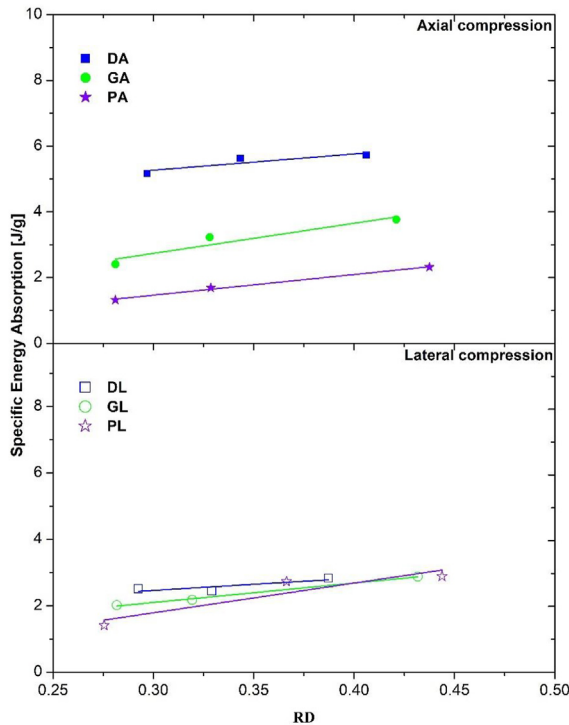 Axial compression
DA
GA
PA
10
8
6
4
2
0
Specific Energy Absorption [J/g]
Lateral compression
DL
GL
PL
8
6
4
2
0
0.25 0.30 0.35 0.40 0.45 0.50
RD